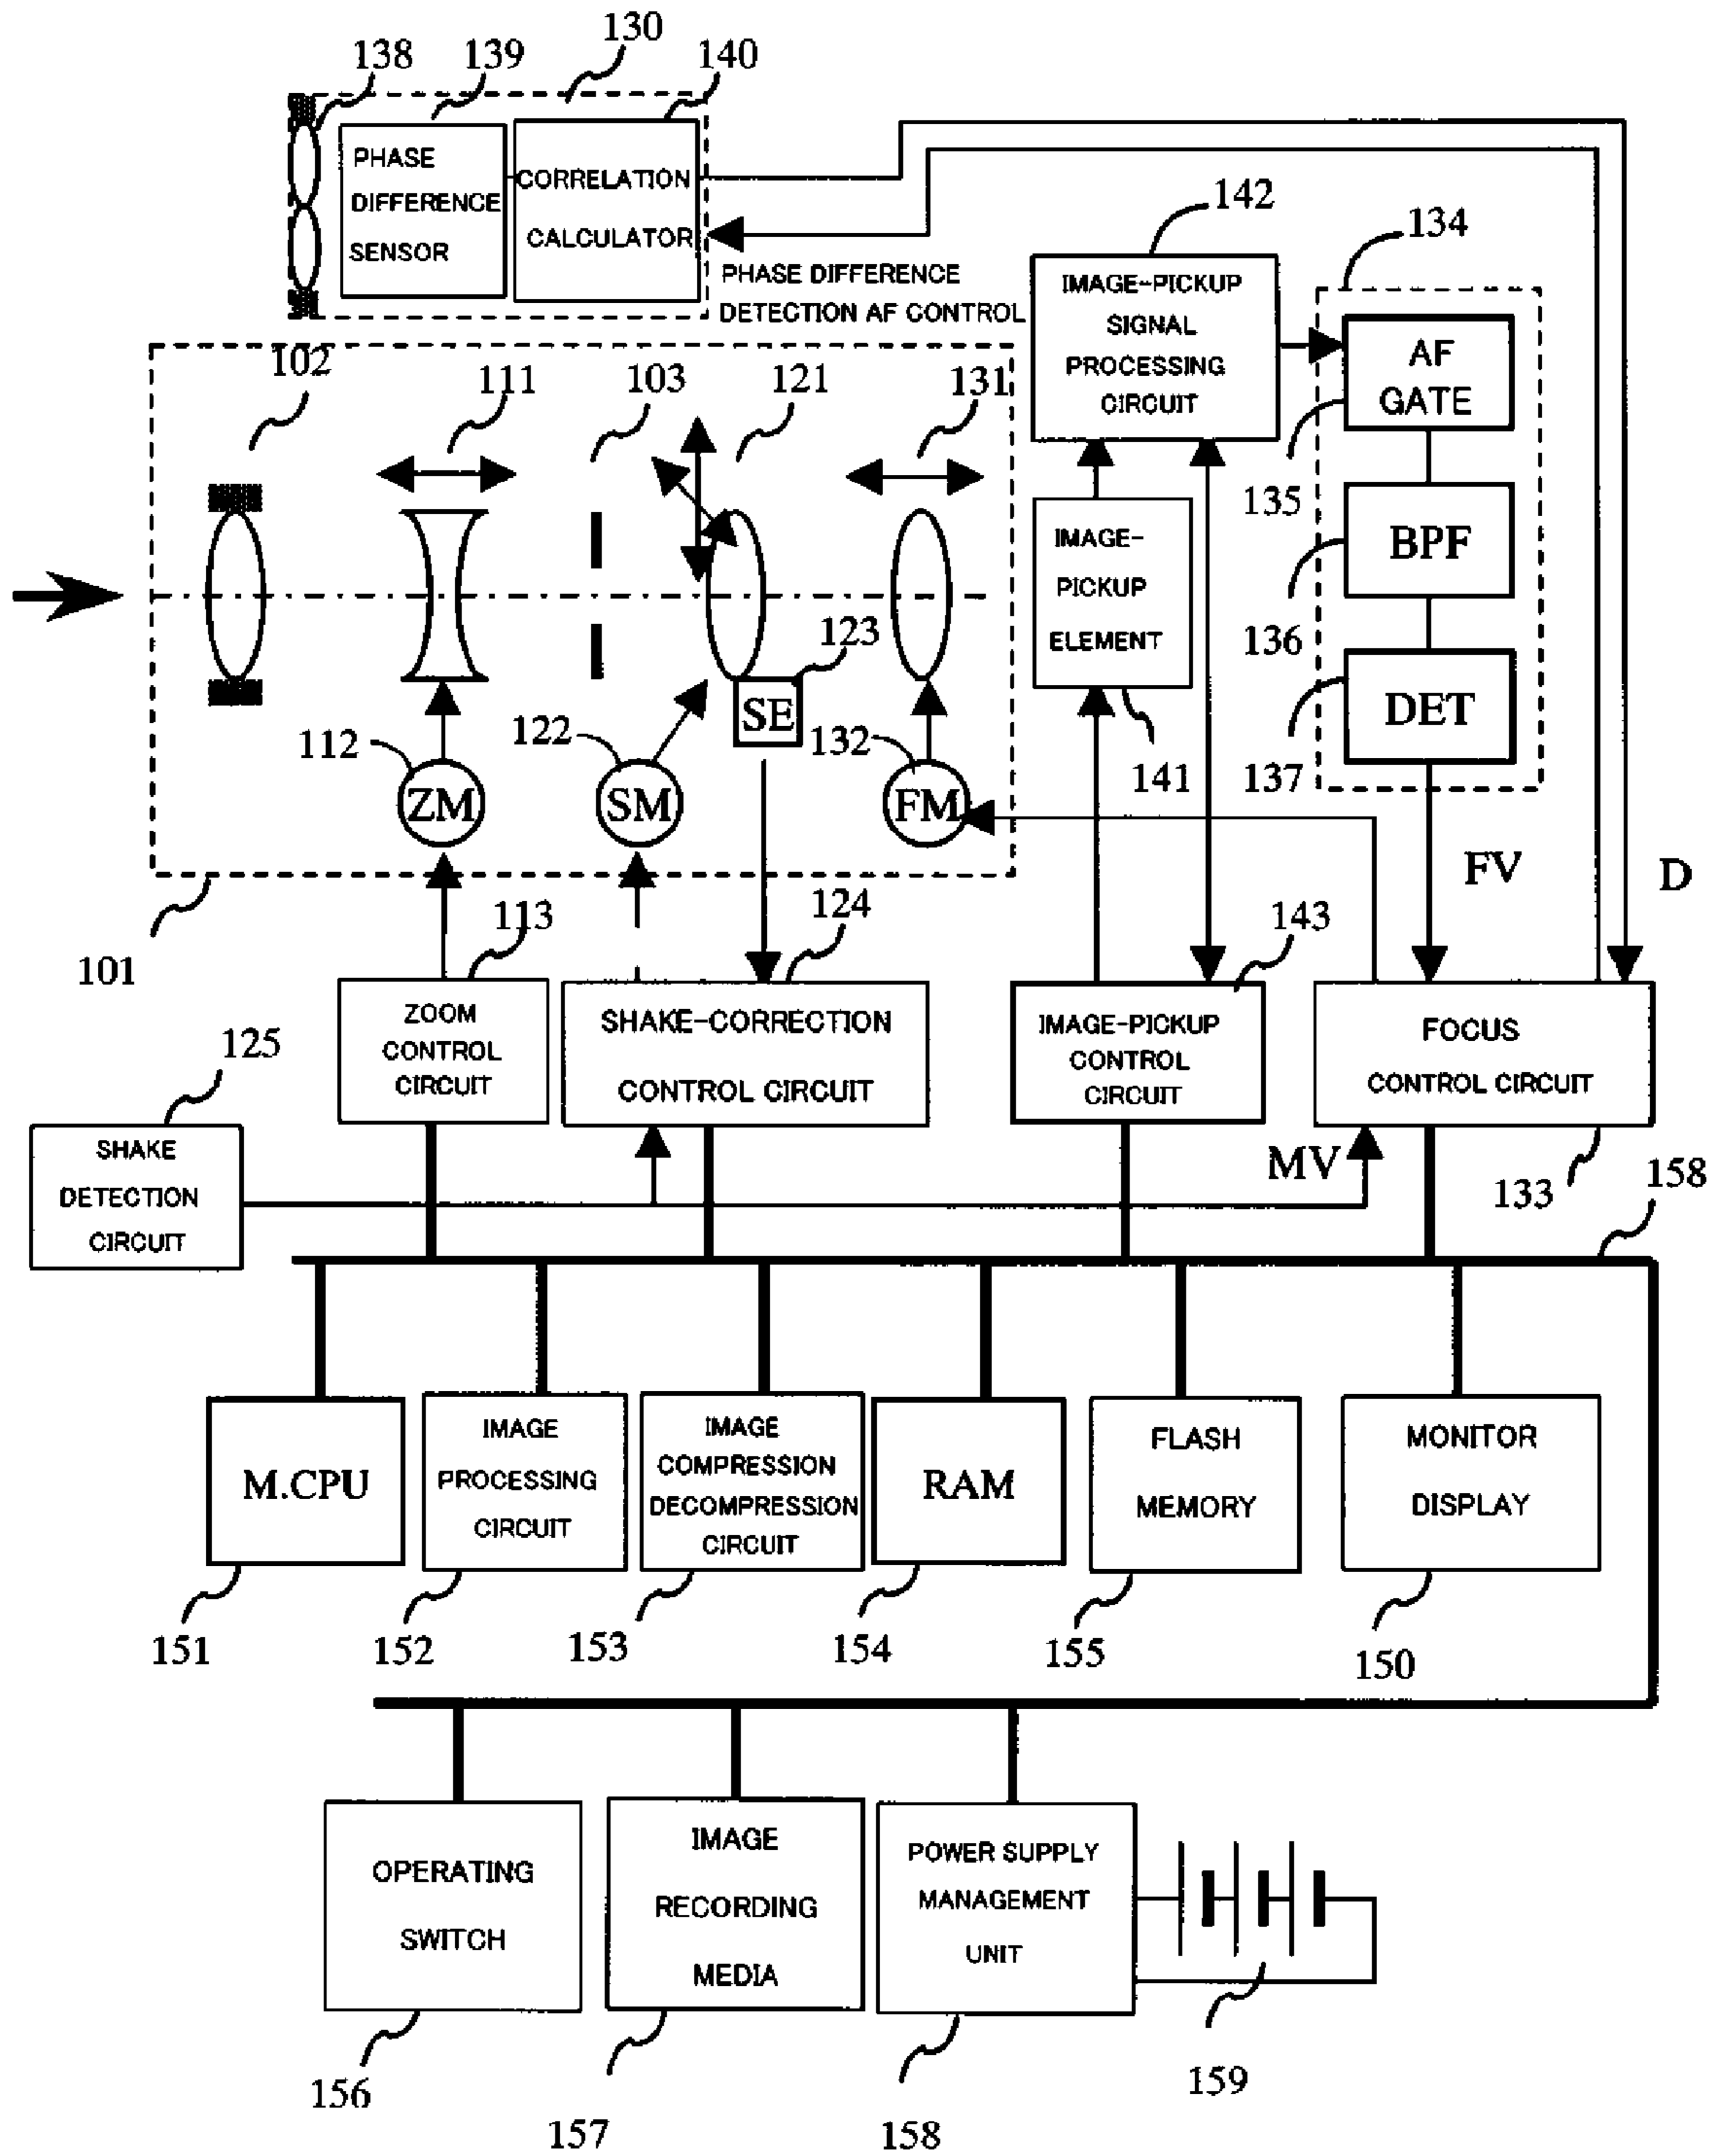 130
138
139
140
PHASE
DIFFERENCE
SENSOR
CORRELATION
CALCULATOR
PHASE DIFFERENCE
DETECTION AF CONTROL
142
134
IMAGE-PICKUP
SIGNAL
PROCESSING
CIRCUIT
AF
GATE
102
111
103
121
131
135
BPF
IMAGE-
PICKUP
ELEMENT
136
123
SE
DET
112
122
132
141
137
ZM
SM
FM
FV
D
101
113
124
143
125
ZOOM
CONTROL
CIRCUIT
SHAKE-CORRECTION
CONTROL CIRCUIT
IMAGE-PICKUP
CONTROL
CIRCUIT
FOCUS
CONTROL CIRCUIT
SHAKE
DETECTION
CIRCUIT
MV
133
158
M.CPU
IMAGE
PROCESSING
CIRCUIT
IMAGE
COMPRESSION
DECOMPRESSION
CIRCUIT
RAM
FLASH
MEMORY
MONITOR
DISPLAY
151
152
153
154
155
150
OPERATING
SWITCH
IMAGE
RECORDING
MEDIA
POWER SUPPLY
MANAGEMENT
UNIT
156
157
158
159